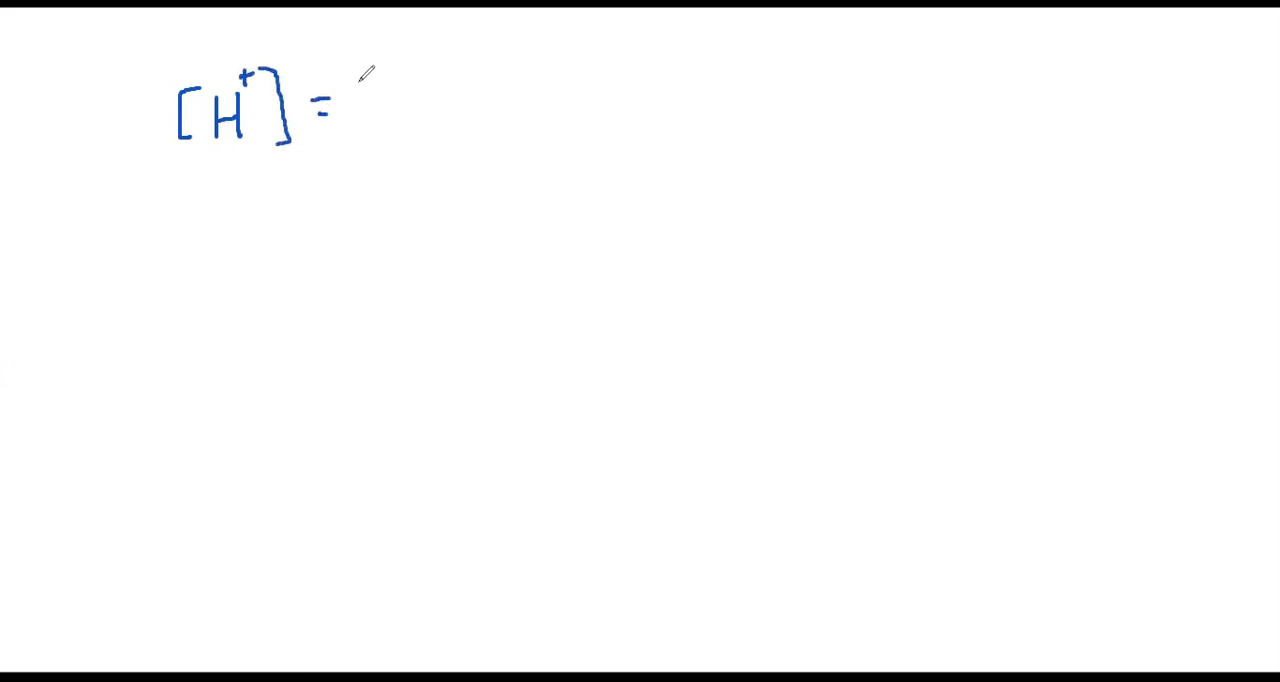 [H⁺] =